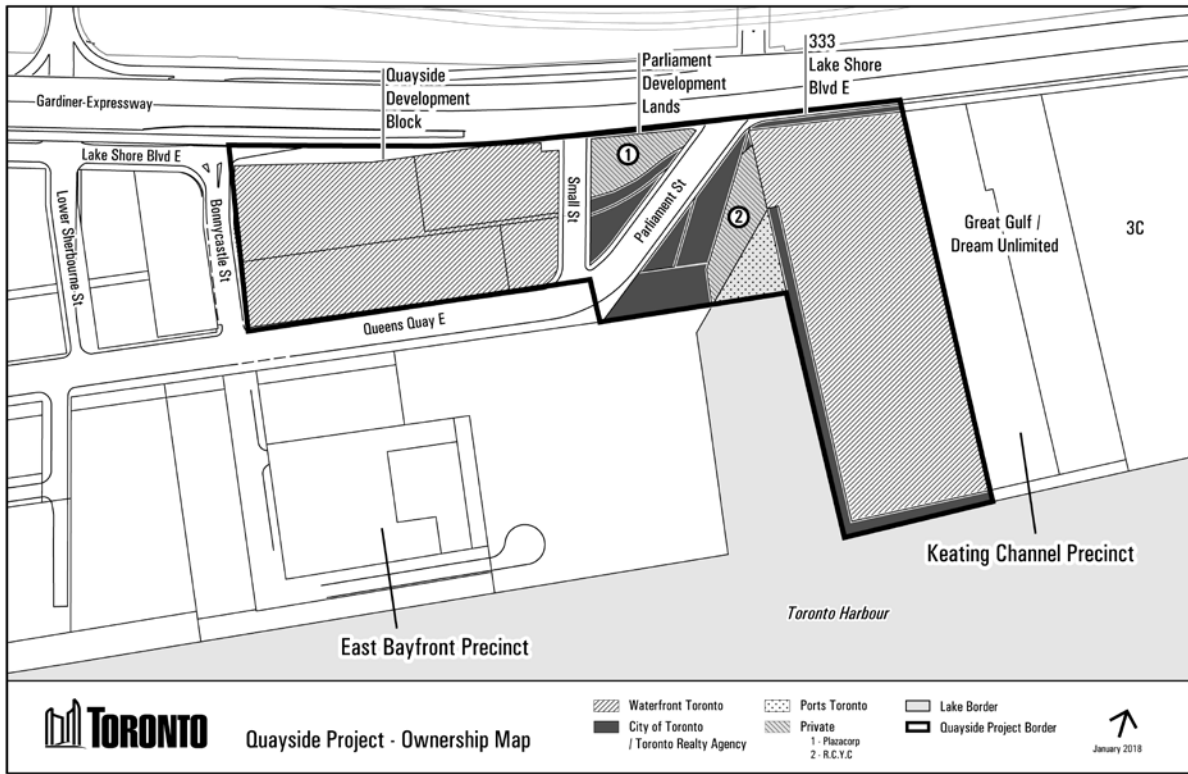 Quayside
Development
Block
Parliament
Development
Lands
333
Lake Shore
Blvd E
Gardiner-Expressway
Lake Shore Blvd E
Lower Sherbourne St
Bonnycastle St
Small St
Parliament St
1
2
Queens Quay E
Great Gulf /
Dream Unlimited
3C
Keating Channel Precinct
East Bayfront Precinct
Toronto Harbour
TORONTO
Quayside Project - Ownership Map
Waterfront Toronto
City of Toronto
/ Toronto Realty Agency
Ports Toronto
Private
1 - Plazacorp
2 - R.C.Y.C
Lake Border
Quayside Project Border
January 2018